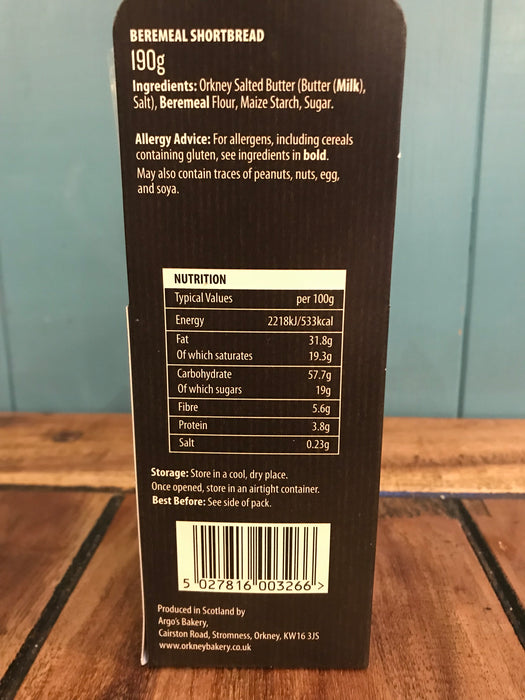 BEREMEAL SHORTBREAD
190g
Ingredients: Orkney Salted Butter (Butter (Milk),
Salt), Beremeal Flour, Maize Starch, Sugar.
Allergy Advice: For allergens, including cereals
containing gluten, see ingredients in bold.
May also contain traces of peanuts, nuts, egg,
and soya.
NUTRITION
Typical Values per 100g
Energy 2218kJ/533kcal
Fat 31.8g
Of which saturates 19.3g
Carbohydrate 57.7g
Of which sugars 19g
Fibre 5.6g
Protein 3.8g
Salt 0.23g
Storage: Store in a cool, dry place.
Once opened, store in an airtight container.
Best Before: See side of pack.
5 027816 003266 >
Produced in Scotland by
Argo's Bakery,
Cairston Road, Stromness, Orkney, KW16 3JS
www.orkneybakery.co.uk